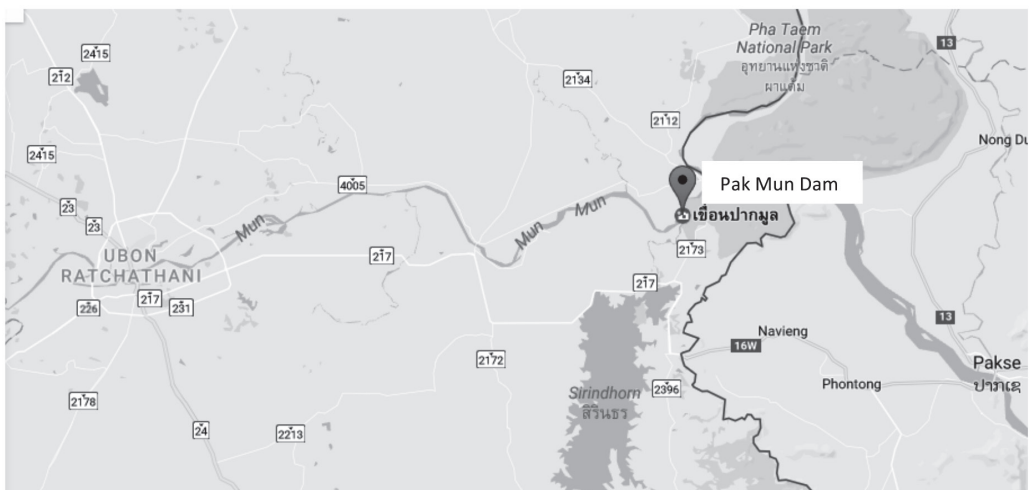 2415
212
2134
Pha Taem
National Park
อุทยานแห่งชาติ
ผาแต้ม
13
2112
Nong Du
2415
4005
Pak Mun Dam
เขื่อนปากมูล
23
23
Mun
Mun
Mun
UBON
RATCHATHANI
217
2173
226
217
231
217
13
Navieng
16W
2172
Pakse
ປາກເຊ
Phontong
Sirindhorn
สิรินธร
2396
2178
24
2213